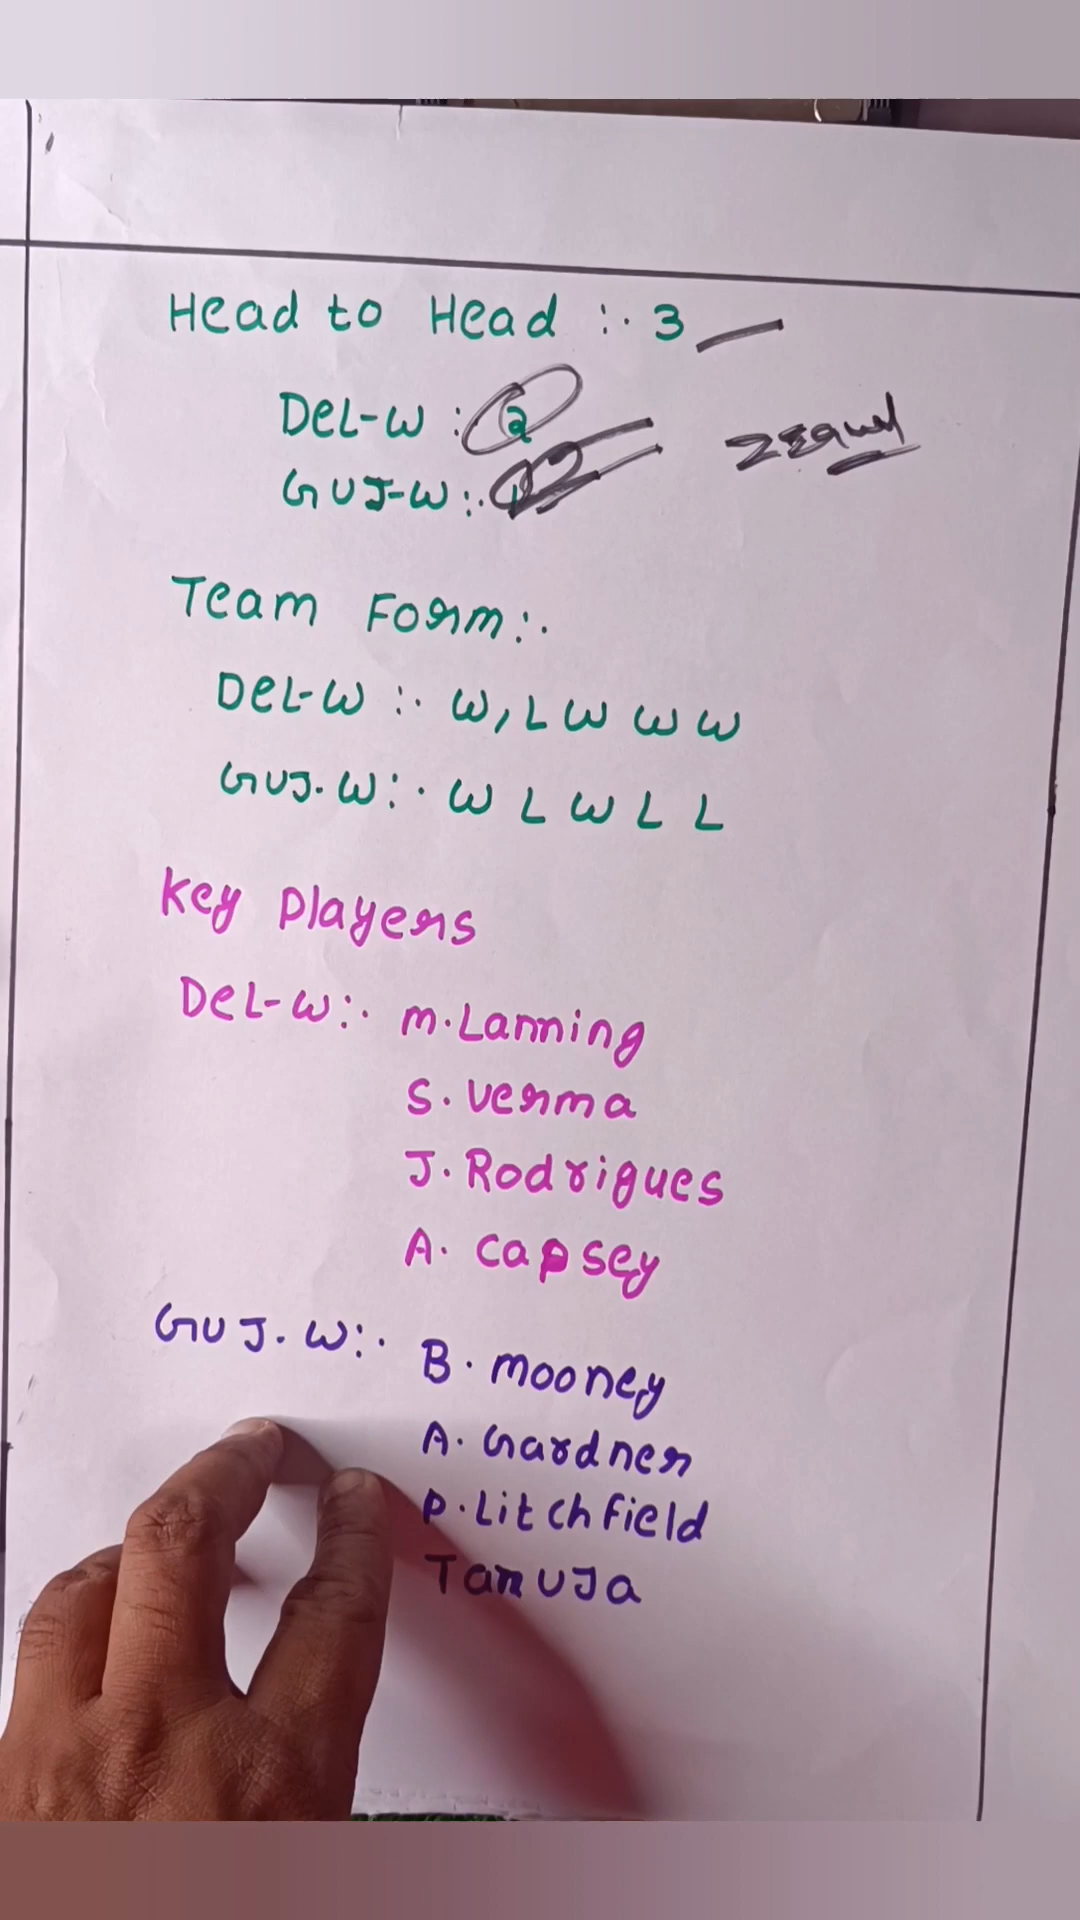 Head to Head :- 3
Del-W : 2
GUJ-W :-
Team Form :-
Del-W :- W, L W W W
GUJ. W :- W L W L L
Key Players
Del-W :- M. Lanning
S. Verma
J. Rodrigues
A. Capsey
GUJ. W :- B. Mooney
A. Gardner
P. Litchfield
Tanuja